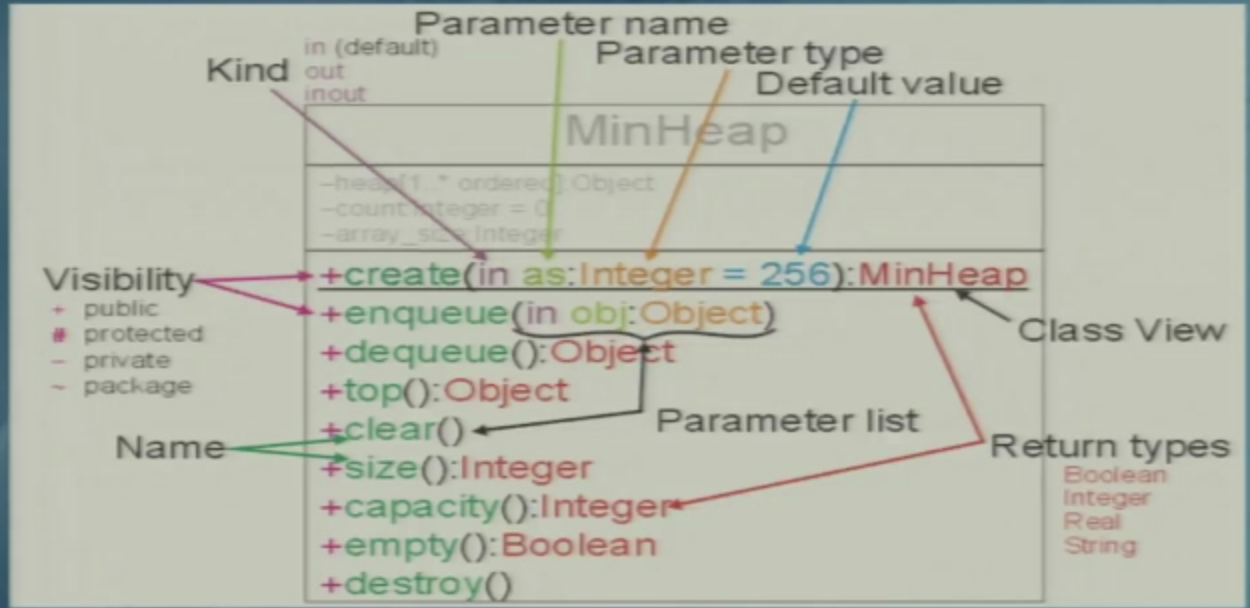 Parameter name
in (default)
Kind
out
inout
Parameter type
Default value
MinHeap
-heap[1..* ordered]:Object
-count:Integer = 0
-array_size:Integer
Visibility
+ public
# protected
- private
~ package
+create(in as:Integer = 256):MinHeap
+enqueue(in obj:Object)
Class View
+dequeue():Object
+top():Object
Parameter list
+clear()
Name
Return types
+size():Integer
Boolean
Integer
Real
String
+capacity():Integer
+empty():Boolean
+destroy()